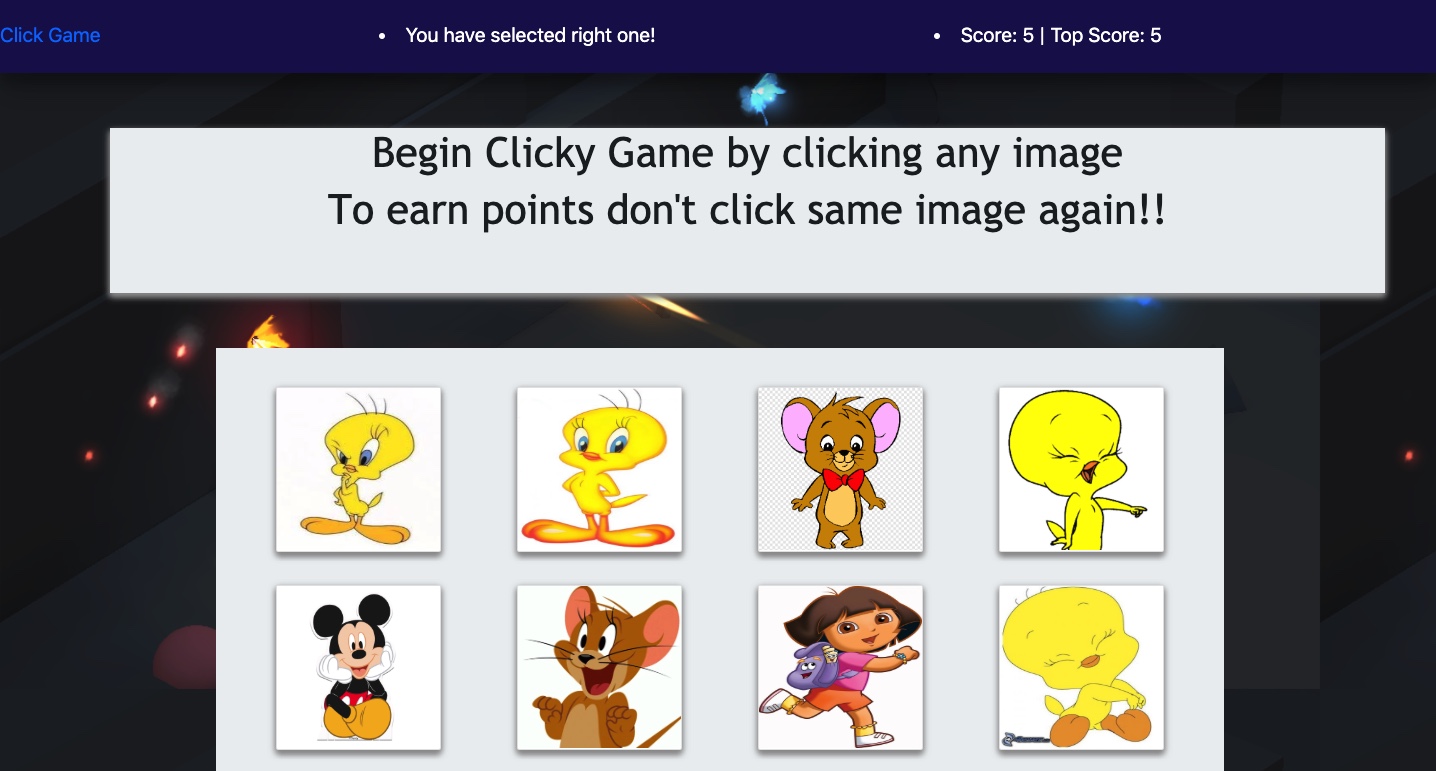 Click Game
You have selected right one!
Score: 5 | Top Score: 5
Begin Clicky Game by clicking any image
To earn points don't click same image again!!